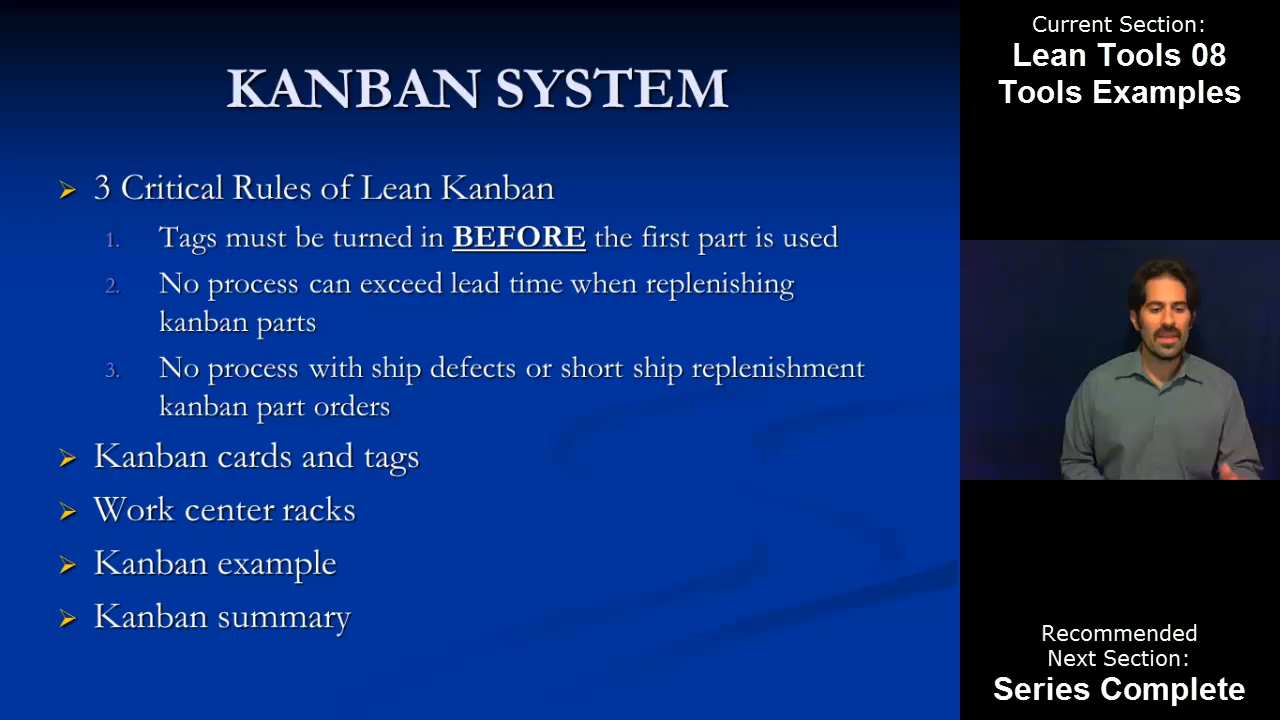 KANBAN SYSTEM
3 Critical Rules of Lean Kanban
1. Tags must be turned in BEFORE the first part is used
2. No process can exceed lead time when replenishing
kanban parts
3. No process with ship defects or short ship replenishment
kanban part orders
Kanban cards and tags
Work center racks
Kanban example
Kanban summary
Current Section:
Lean Tools 08
Tools Examples
Recommended
Next Section:
Series Complete